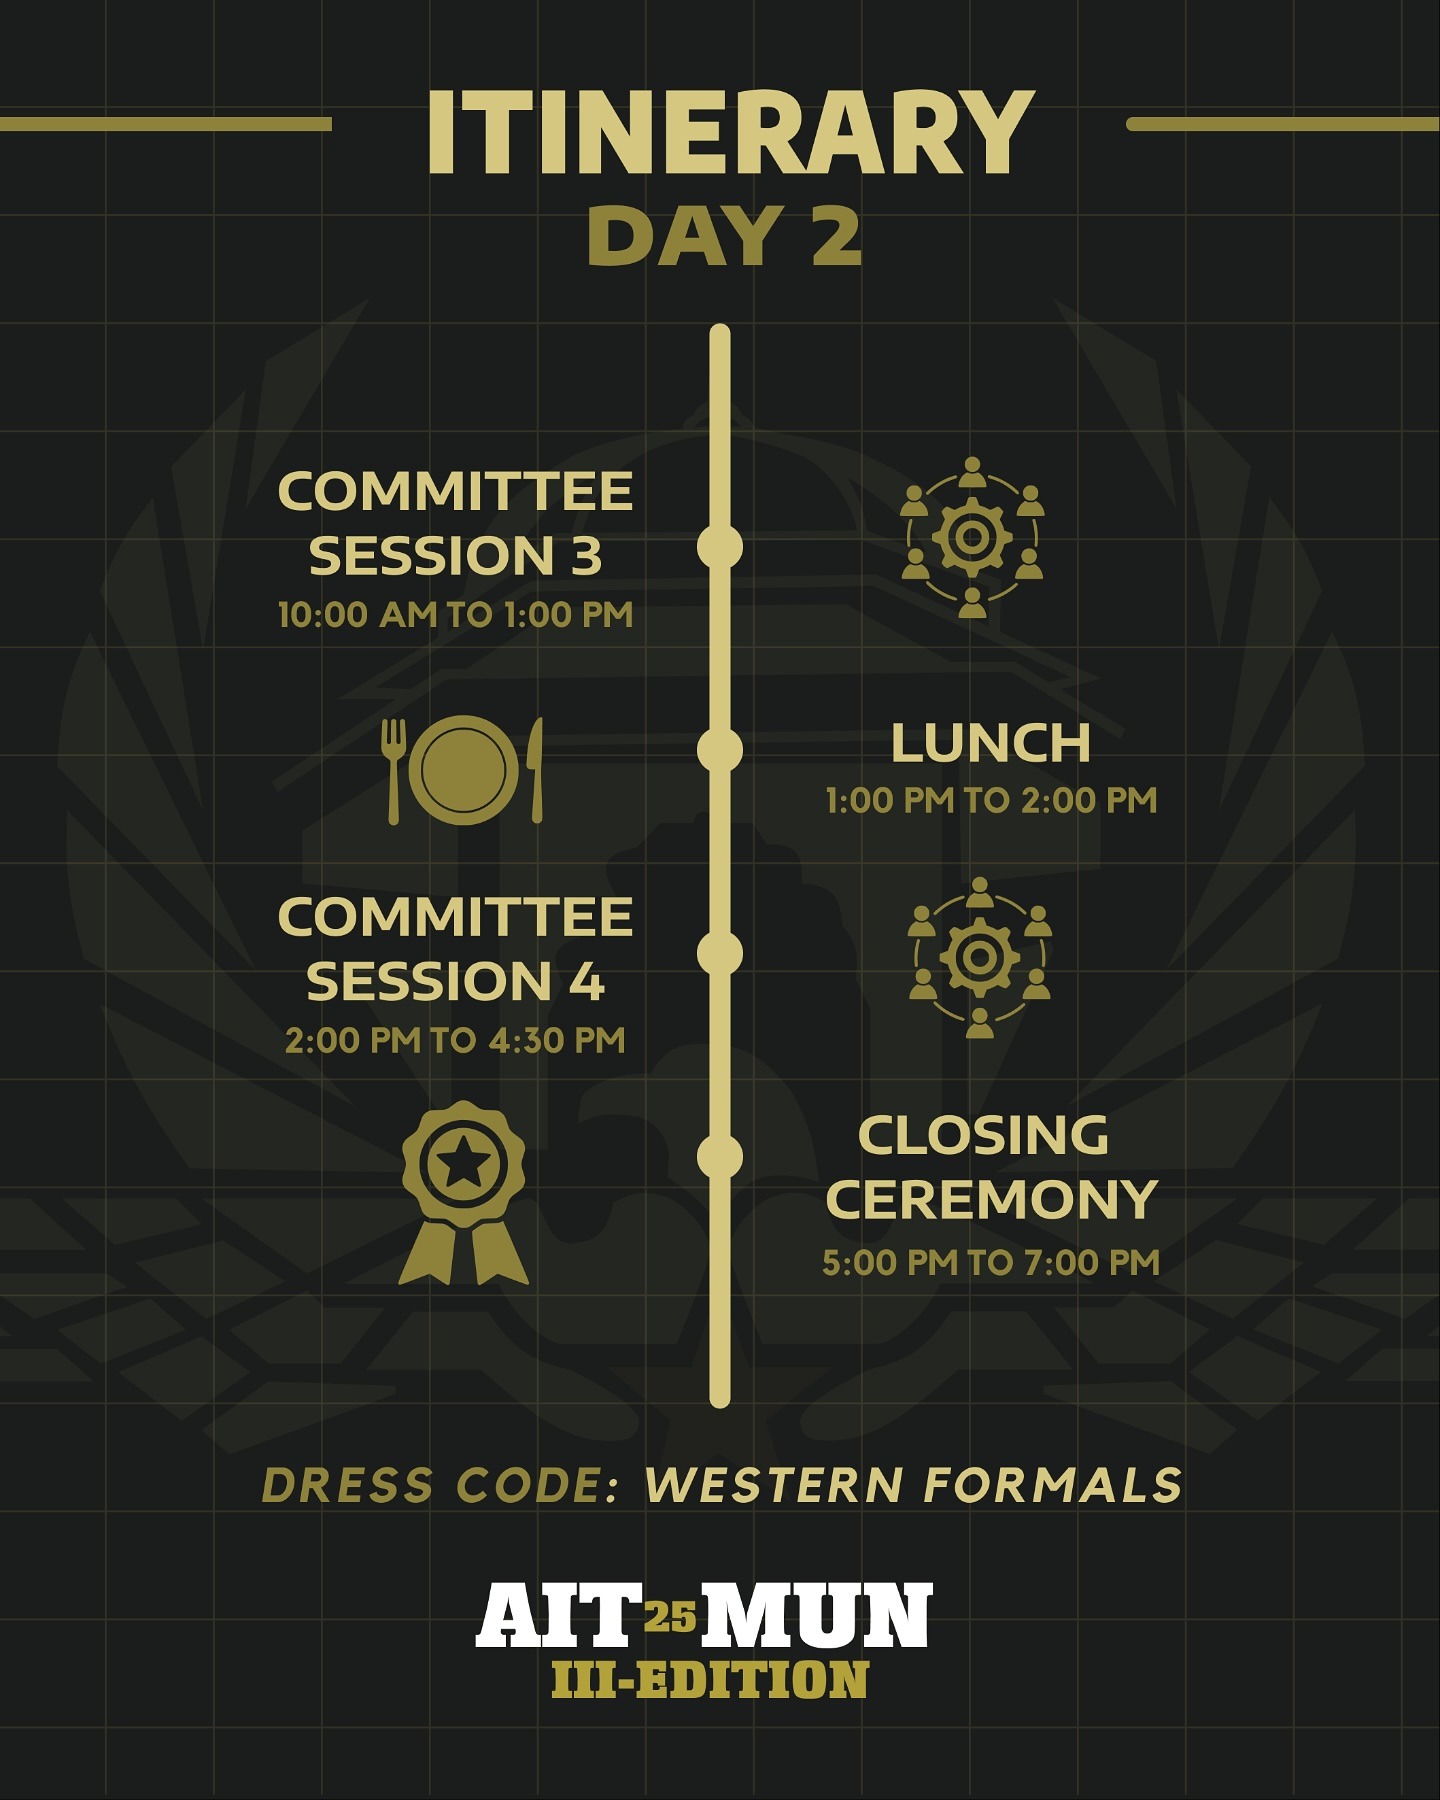 ITINERARY
DAY 2
COMMITTEE
SESSION 3
10:00 AM TO 1:00 PM
LUNCH
1:00 PM TO 2:00 PM
COMMITTEE
SESSION 4
2:00 PM TO 4:30 PM
CLOSING
CEREMONY
5:00 PM TO 7:00 PM
DRESS CODE: WESTERN FORMALS
AIT 25 MUN
III-EDITION